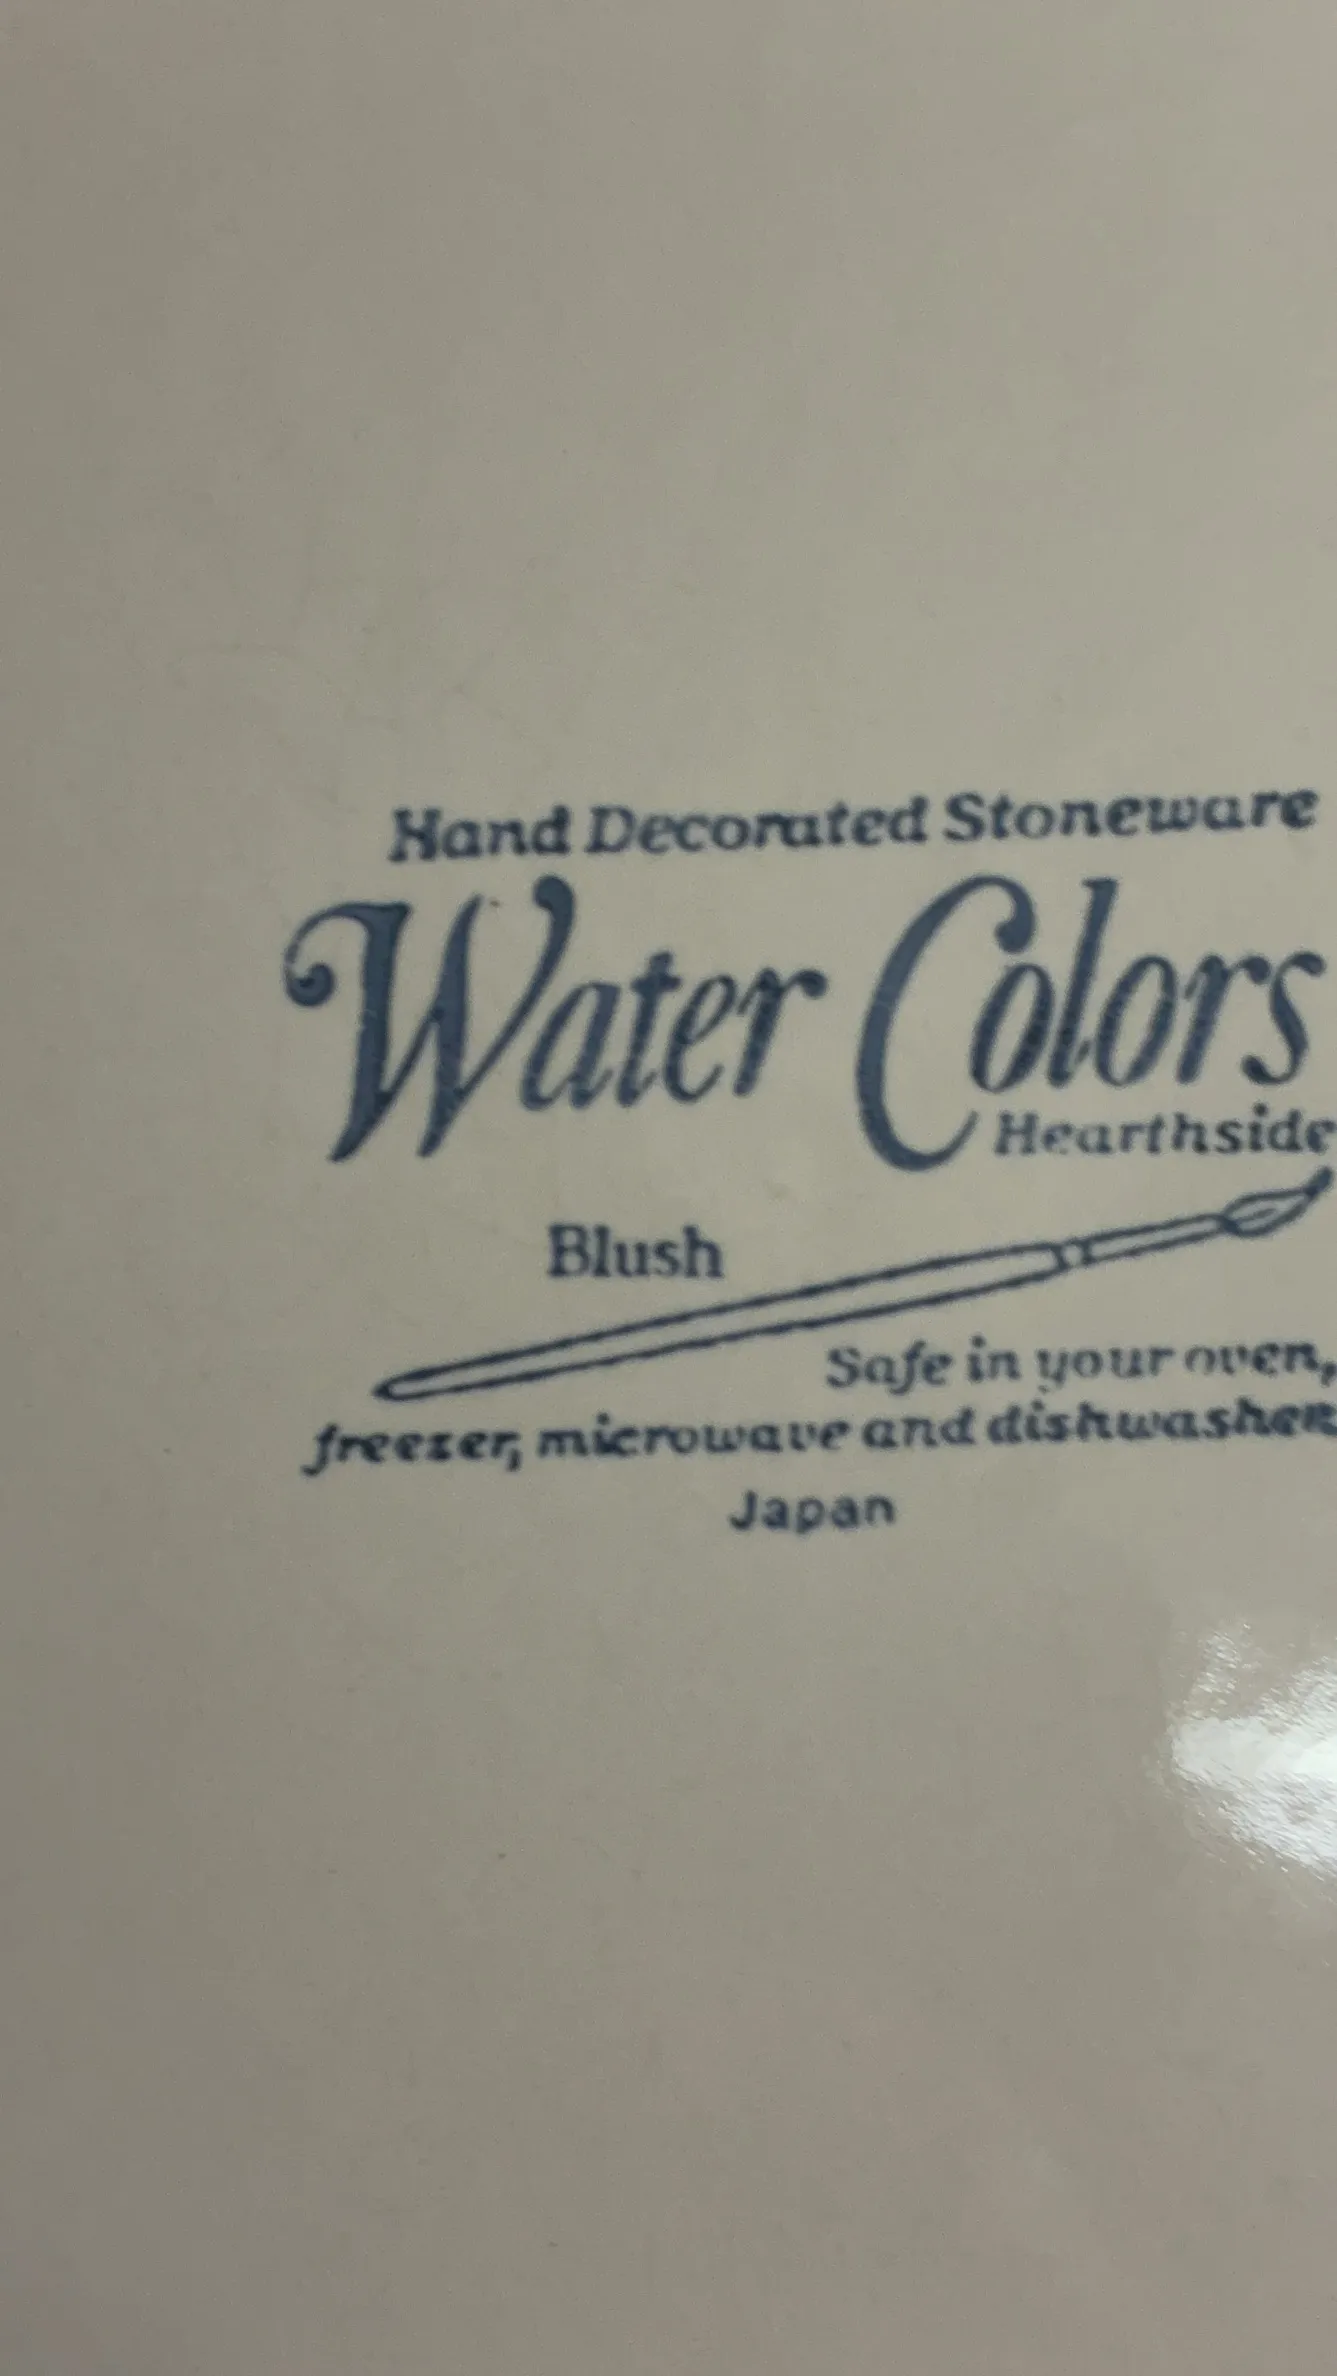 Hand Decorated Stoneware
Water Colors
Hearthside
Blush
Safe in your oven,
freezer, microwave and dishwasher
Japan